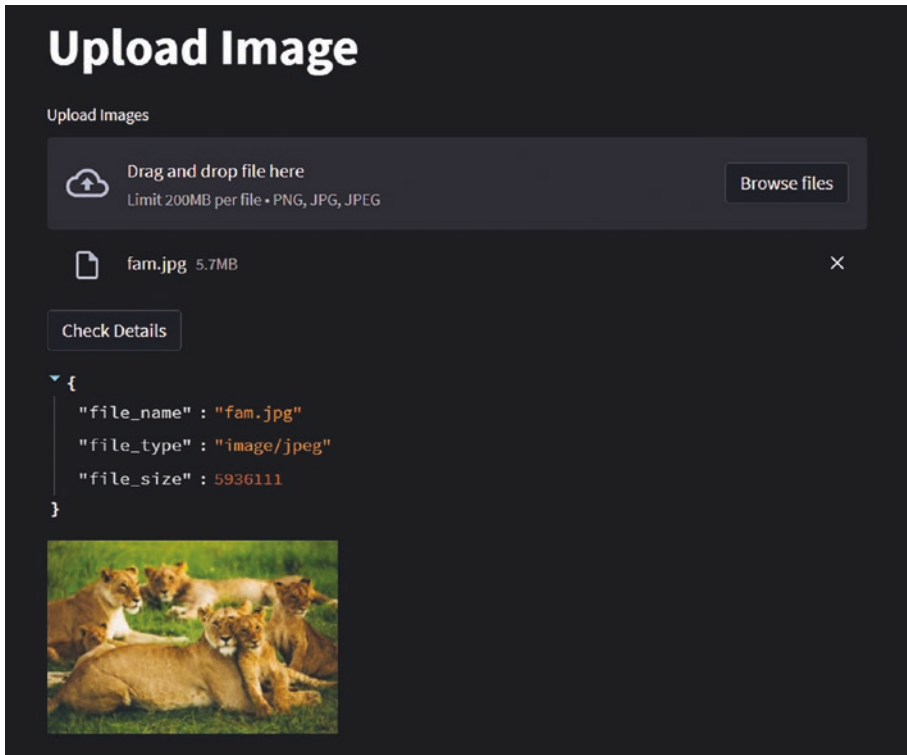 Upload Image
Upload Images
Drag and drop file here
Limit 200MB per file • PNG, JPG, JPEG
Browse files
fam.jpg 5.7MB
Check Details
{
"file_name" : "fam.jpg"
"file_type" : "image/jpeg"
"file_size" : 5936111
}